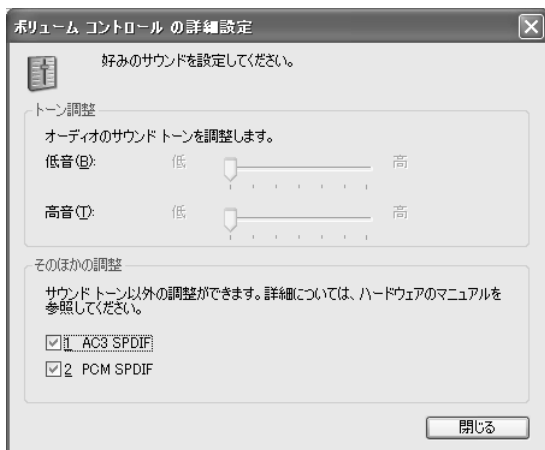 ボリューム コントロール の詳細設定
好みのサウンドを設定してください。
トーン調整
オーディオのサウンド トーンを調整します。
低音(B): 低 高
高音(T): 低 高
そのほかの調整
サウンド トーン以外の調整ができます。詳細については、ハードウェアのマニュアルを
参照してください。
1 AC3 SPDIF
2 PCM SPDIF
閉じる